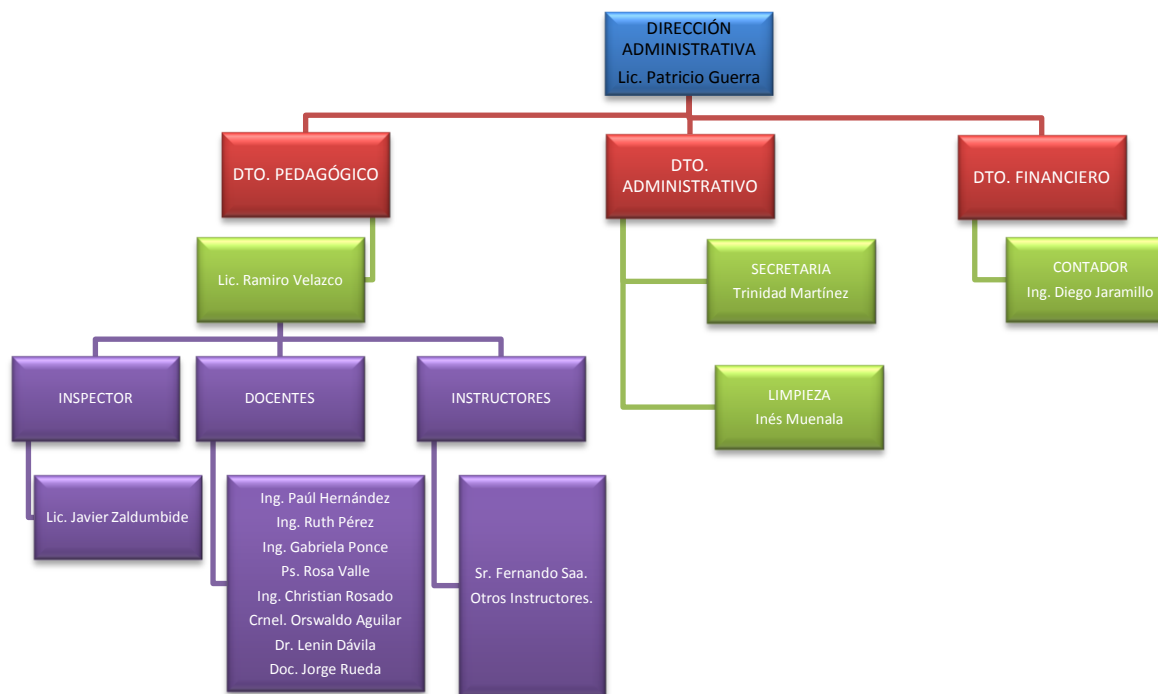 DIRECCIÓN
ADMINISTRATIVA
Lic. Patricio Guerra
DTO. PEDAGÓGICO
DTO.
ADMINISTRATIVO
DTO. FINANCIERO
Lic. Ramiro Velazco
SECRETARIA
Trinidad Martínez
CONTADOR
Ing. Diego Jaramillo
INSPECTOR
DOCENTES
INSTRUCTORES
LIMPIEZA
Inés Muenala
Lic. Javier Zaldumbide
Ing. Paúl Hernández
Ing. Ruth Pérez
Ing. Gabriela Ponce
Ps. Rosa Valle
Ing. Christian Rosado
Crnel. Orswaldo Aguilar
Dr. Lenin Dávila
Doc. Jorge Rueda
Sr. Fernando Saa.
Otros Instructores.